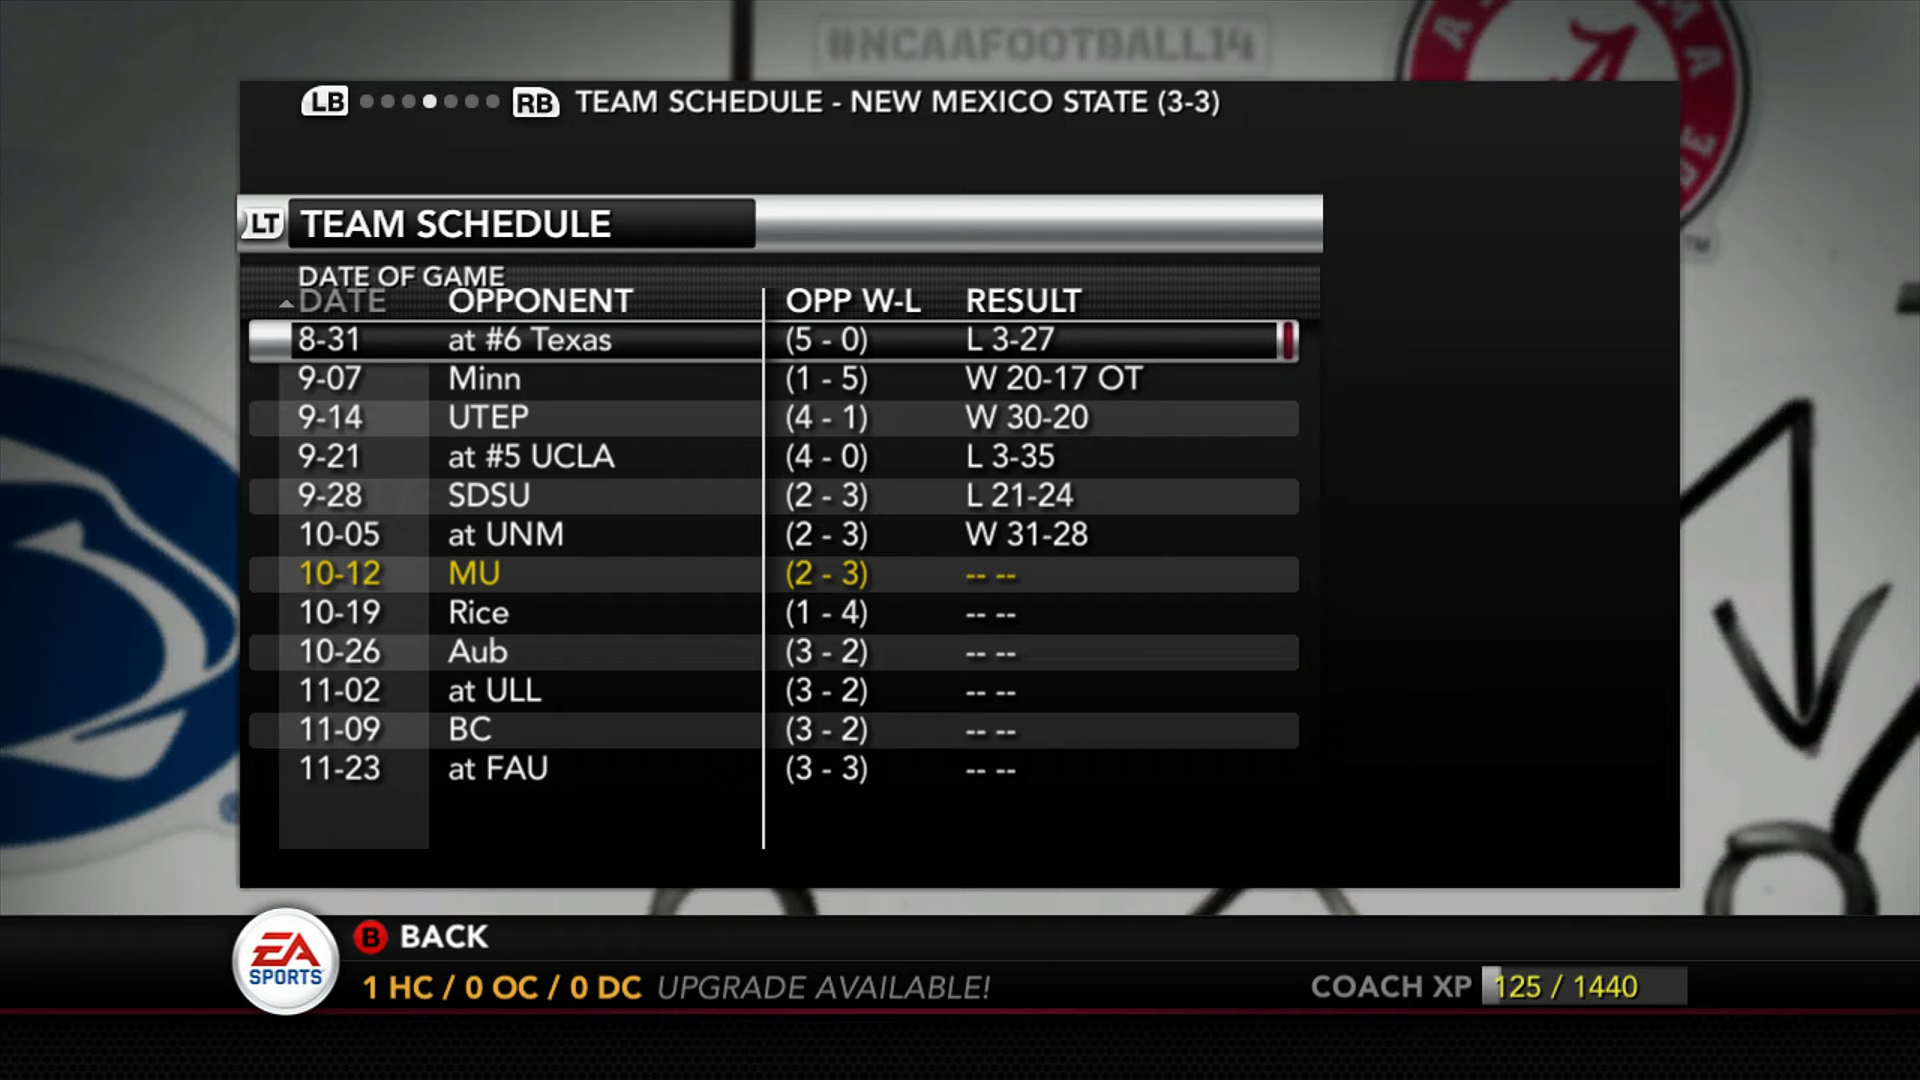 #NCAAFOOTBALL14
LB RB TEAM SCHEDULE - NEW MEXICO STATE (3-3)
LT TEAM SCHEDULE
DATE OF GAME
DATE OPPONENT OPP W-L RESULT
8-31 at #6 Texas (5 - 0) L 3-27
9-07 Minn (1 - 5) W 20-17 OT
9-14 UTEP (4 - 1) W 30-20
9-21 at #5 UCLA (4 - 0) L 3-35
9-28 SDSU (2 - 3) L 21-24
10-05 at UNM (2 - 3) W 31-28
10-12 MU (2 - 3) -- --
10-19 Rice (1 - 4) -- --
10-26 Aub (3 - 2) -- --
11-02 at ULL (3 - 2) -- --
11-09 BC (3 - 2) -- --
11-23 at FAU (3 - 3) -- --
EA SPORTS
B BACK
1 HC / 0 OC / 0 DC UPGRADE AVAILABLE!
COACH XP 125 / 1440